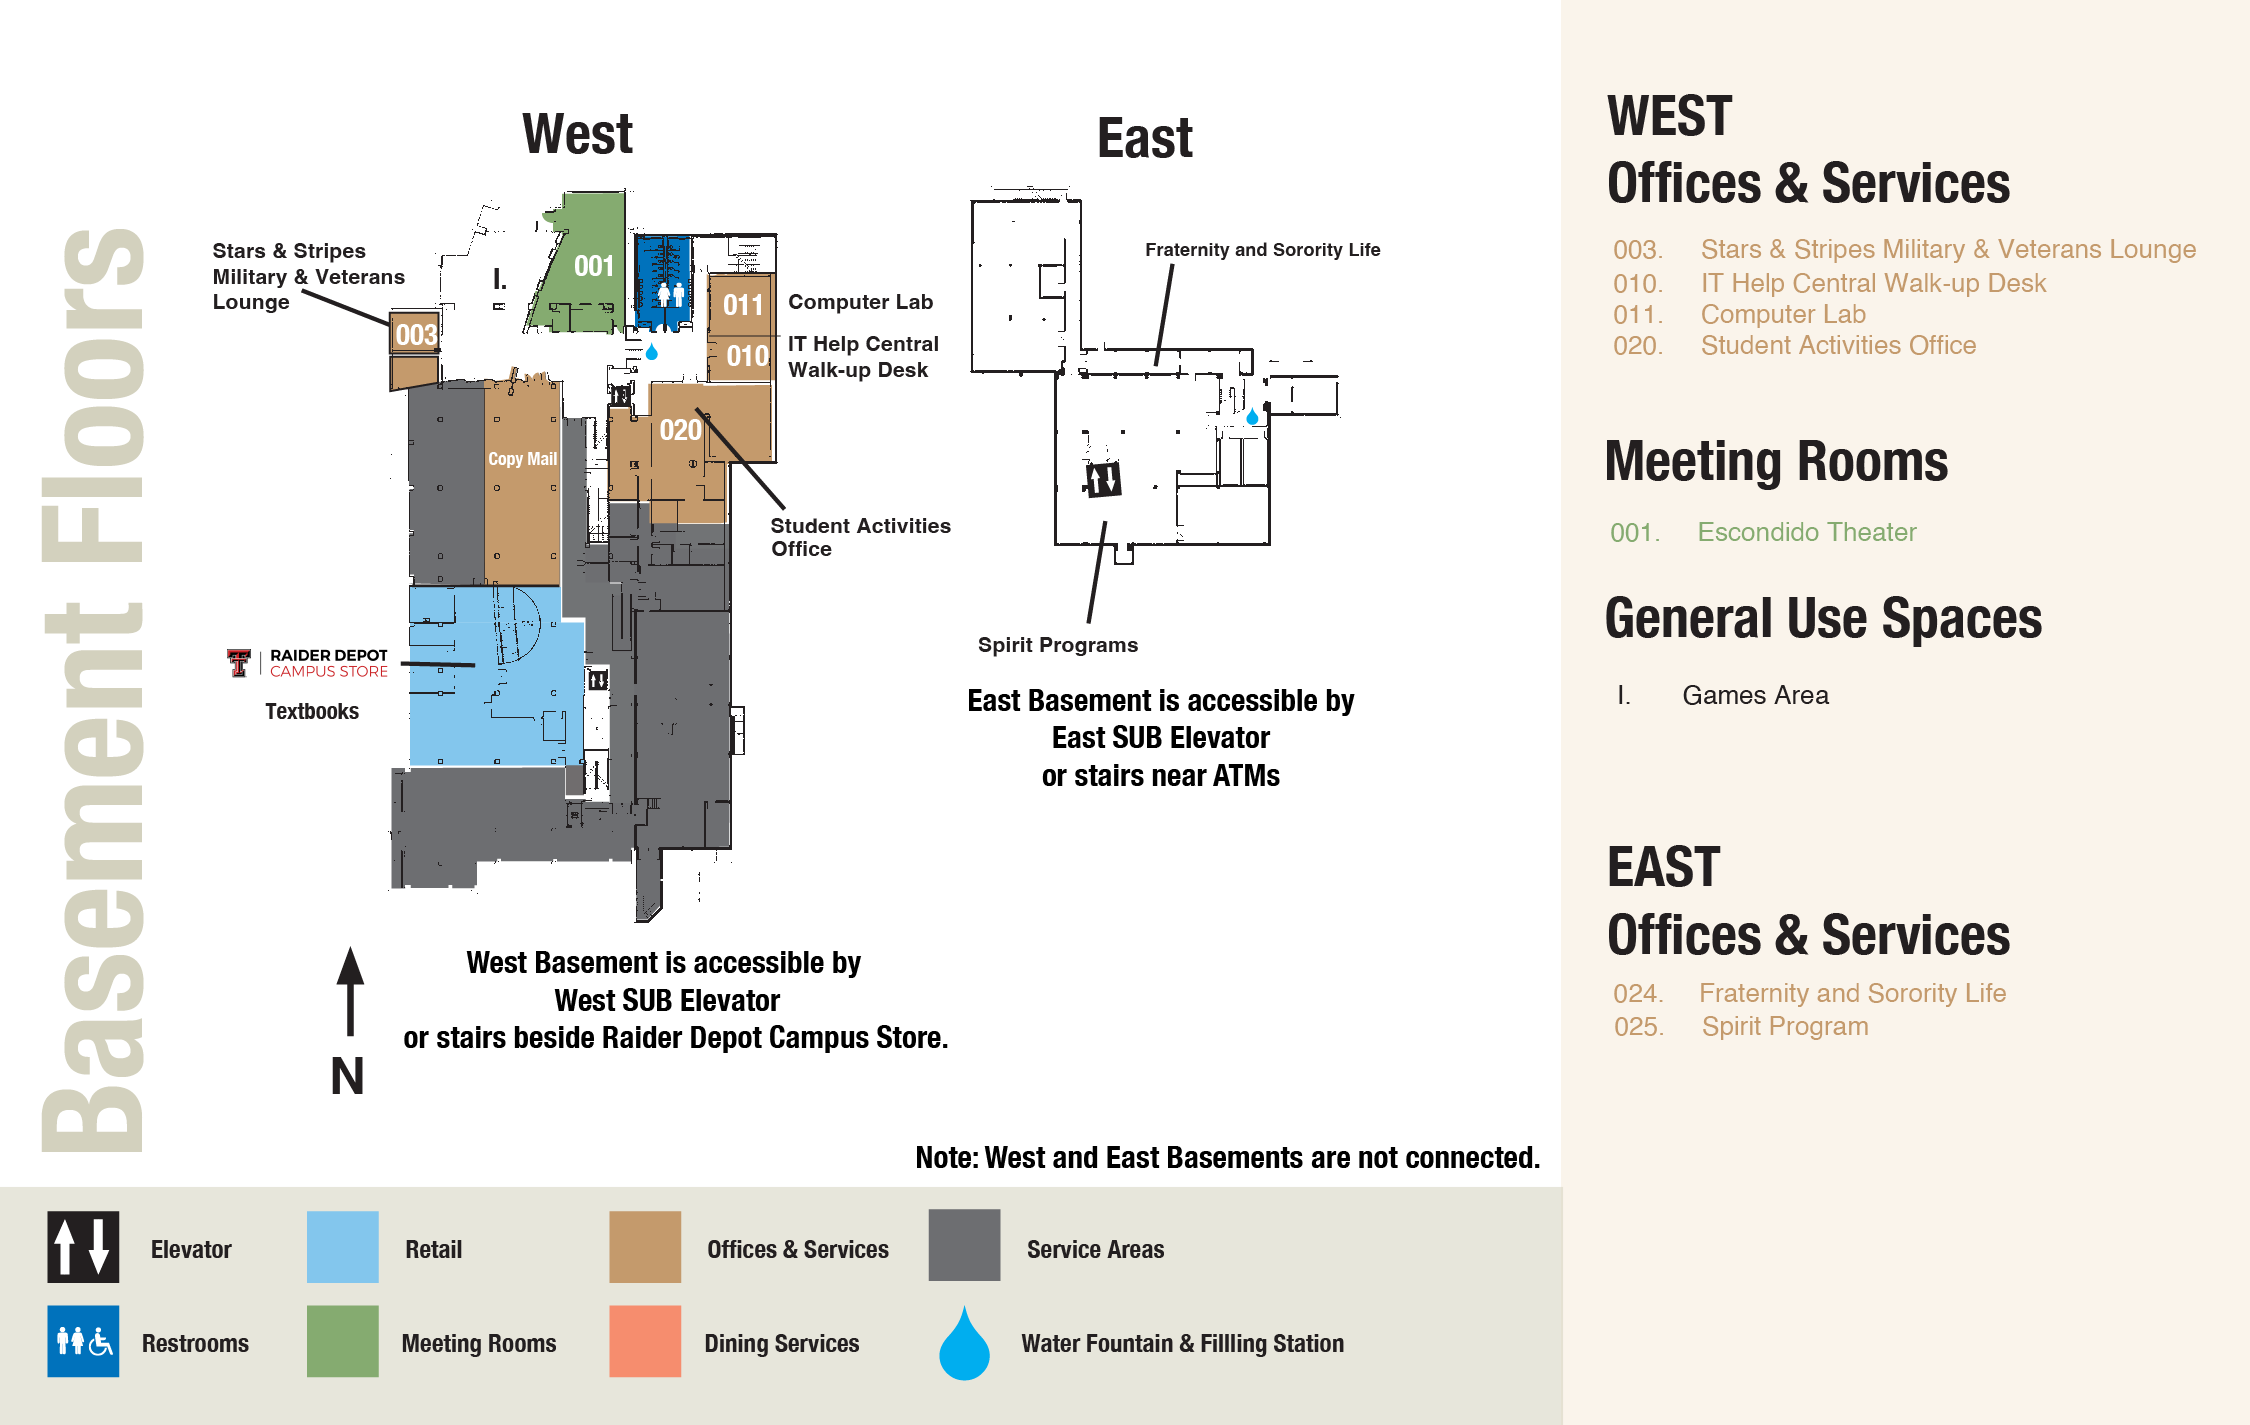 Basement Floors
West
East
Stars & Stripes
Military & Veterans
Lounge
I.
001
003
011
Computer Lab
010
IT Help Central
Walk-up Desk
020
Copy Mail
Student Activities
Office
RAIDER DEPOT
CAMPUS STORE
Textbooks
Fraternity and Sorority Life
Spirit Programs
East Basement is accessible by
East SUB Elevator
or stairs near ATMs
West Basement is accessible by
West SUB Elevator
or stairs beside Raider Depot Campus Store.
N
Note: West and East Basements are not connected.
Elevator
Retail
Offices & Services
Service Areas
Restrooms
Meeting Rooms
Dining Services
Water Fountain & Fillling Station
WEST
Offices & Services
003. Stars & Stripes Military & Veterans Lounge
010. IT Help Central Walk-up Desk
011. Computer Lab
020. Student Activities Office
Meeting Rooms
001. Escondido Theater
General Use Spaces
I. Games Area
EAST
Offices & Services
024. Fraternity and Sorority Life
025. Spirit Program